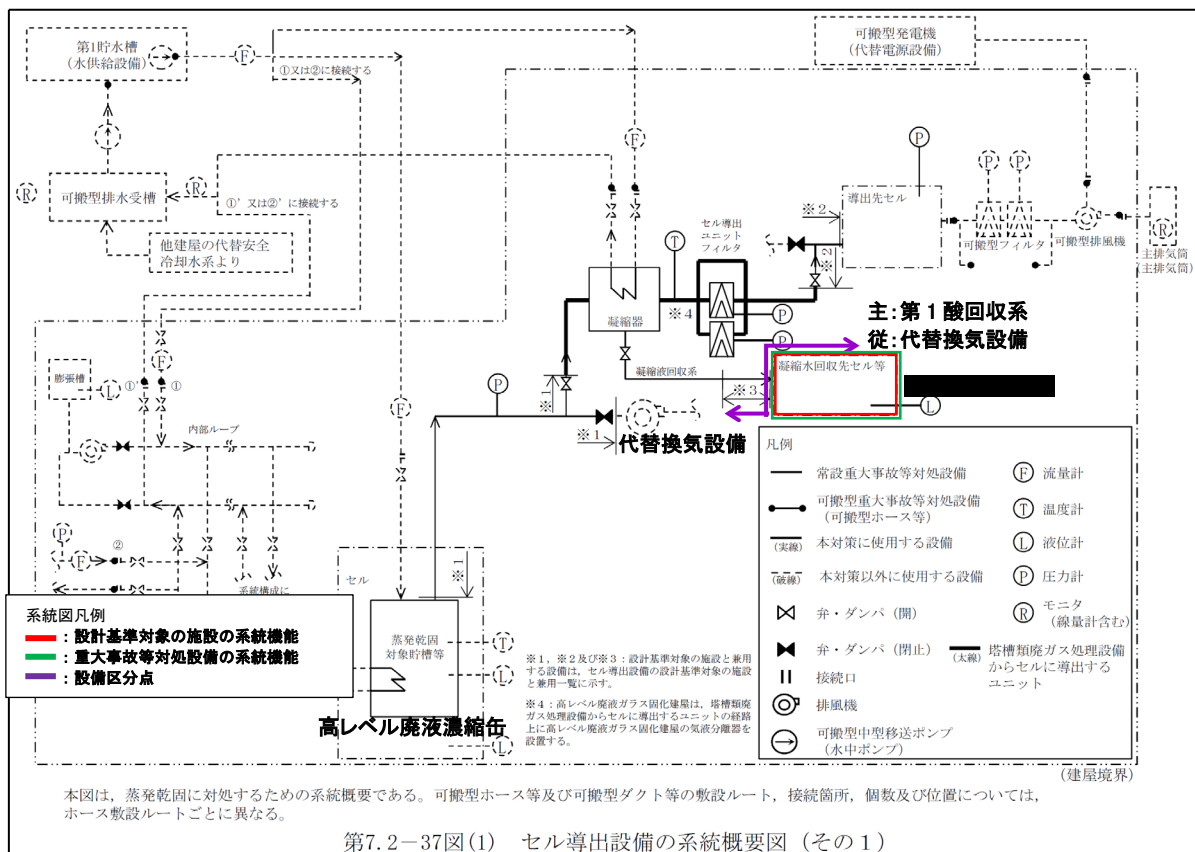 第1貯水槽
(水供給設備)
F
①又は②に接続する
可搬型発電機
(代替電源設備)
F
R
可搬型排水受槽
R
①’又は②’に接続する
他建屋の代替安全
冷却水系より
P
導出先セル
※2
※2
P
P
可搬型フィルタ
可搬型排風機
R
主排気筒
(主排気筒)
セル導出
ユニット
フィルタ
T
凝縮器
※4
P
P
主:第1酸回収系
従:代替換気設備
凝縮水回収先セル等
凝縮液回収系
※3
L
膨張槽
L
F
①’
①
内部ループ
P
※1
※1
代替換気設備
F
P
F
②
系統構成に
セル
※1
蒸発乾固
対象貯槽等
T
L
L
高レベル廃液濃縮缶
系統図凡例
:設計基準対象の施設の系統機能
:重大事故等対処設備の系統機能
:設備区分点
※1,※2及び※3:設計基準対象の施設と兼用
する設備は,セル導出設備の設計基準対象の施設
と兼用一覧に示す。
※4:高レベル廃液ガラス固化建屋は,塔槽類廃
ガス処理設備からセルに導出するユニットの経路
上に高レベル廃液ガラス固化建屋の気液分離器を
設置する。
凡例
常設重大事故等対処設備
可搬型重大事故等対処設備
(可搬型ホース等)
(実線)
本対策に使用する設備
(破線)
本対策以外に使用する設備
弁・ダンパ(開)
弁・ダンパ(閉止)
接続口
排風機
可搬型中型移送ポンプ
(水中ポンプ)
F 流量計
T 温度計
L 液位計
P 圧力計
R モニタ
(線量計含む)
(太線)
塔槽類廃ガス処理設備
からセルに導出する
ユニット
(建屋境界)
本図は,蒸発乾固に対処するための系統概要である。可搬型ホース等及び可搬型ダクト等の敷設ルート,接続箇所,個数及び位置については,
ホース敷設ルートごとに異なる。
第7.2-37図(1) セル導出設備の系統概要図(その1)